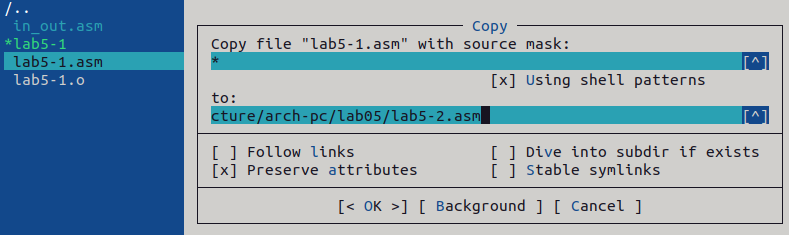 /..
in_out.asm
*lab5-1
lab5-1.asm
lab5-1.o
Copy
Copy file "lab5-1.asm" with source mask:
* [^]
[x] Using shell patterns
to:
cture/arch-pc/lab05/lab5-2.asm [^]
[ ] Follow links [ ] Dive into subdir if exists
[x] Preserve attributes [ ] Stable symlinks
[< OK >] [ Background ] [ Cancel ]